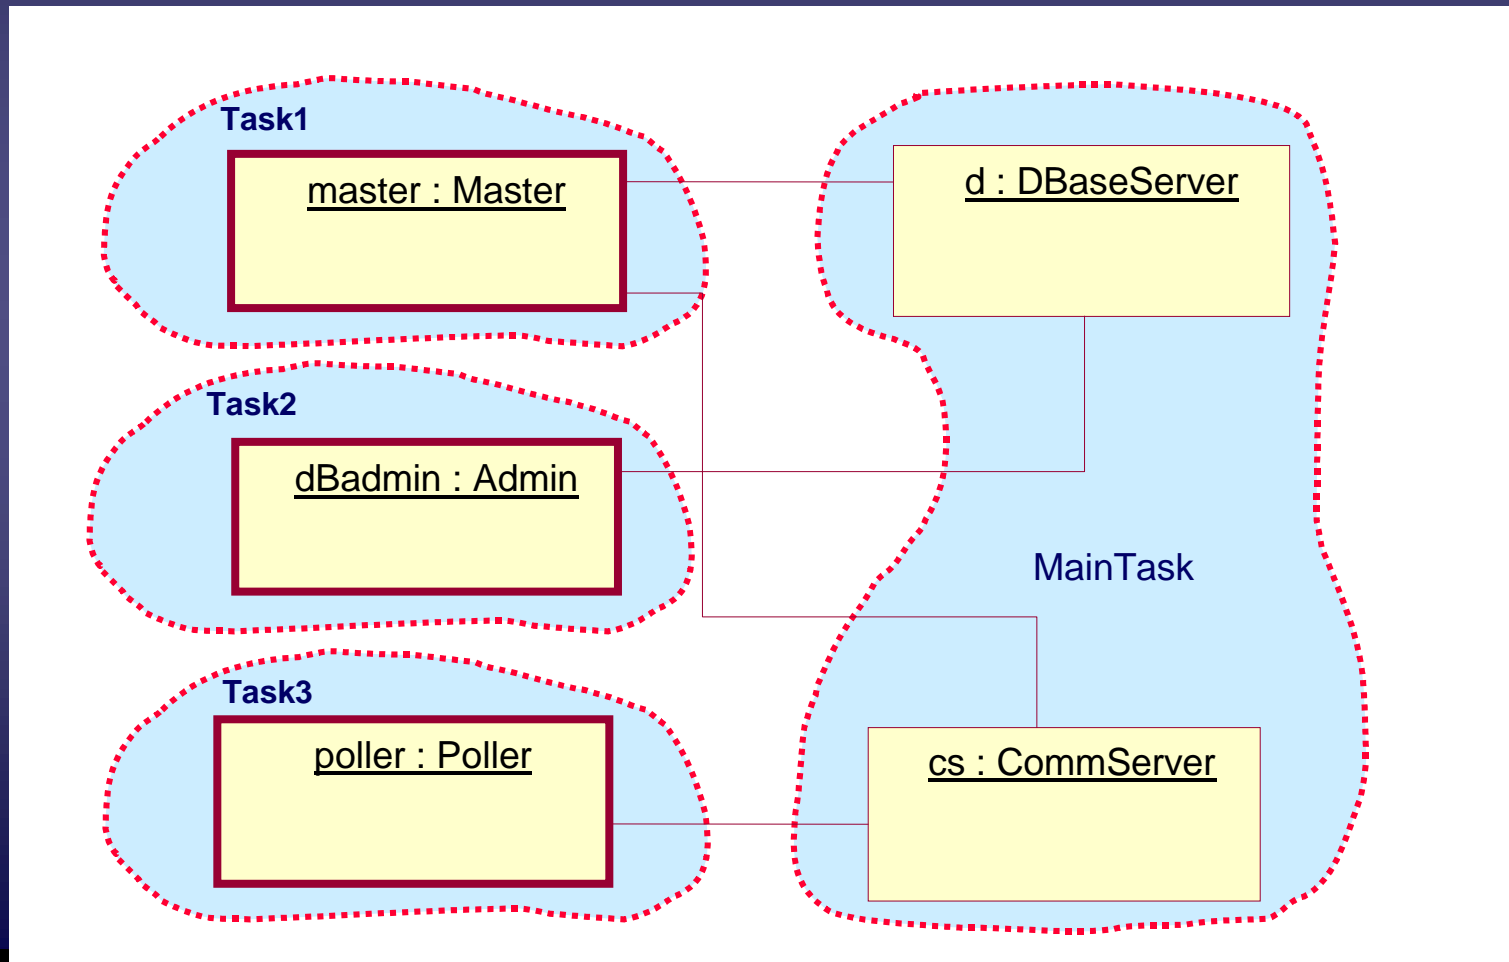 Task1
master : Master
d : DBaseServer
Task2
dBadmin : Admin
MainTask
Task3
poller : Poller
cs : CommServer